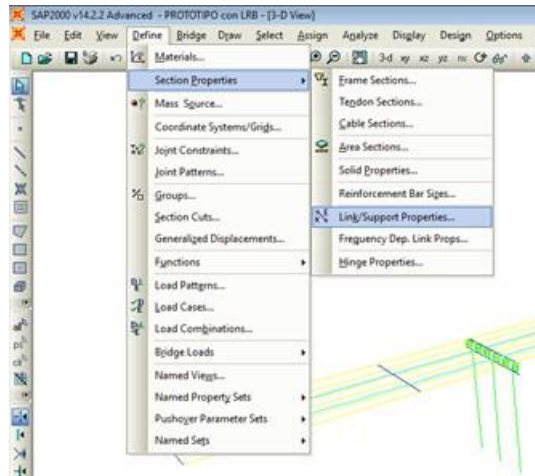 SAP2000 v14.2.2 Advanced - PROTOTIPO con LRB - [3-D View]
File Edit View Define Bridge Draw Select Assign Analyze Display Design Options
3-d xy xz yz nv
Materials...
Section Properties
Mass Source...
Coordinate Systems/Grids...
Joint Constraints...
Joint Patterns...
Groups...
Section Cuts...
Generalized Displacements...
Functions
Load Patterns...
Load Cases...
Load Combinations...
Bridge Loads
Named Views...
Named Property Sets
Pushover Parameter Sets
Named Sets
Frame Sections...
Tendon Sections...
Cable Sections...
Area Sections...
Solid Properties...
Reinforcement Bar Sizes...
Link/Support Properties...
Frequency Dep. Link Props...
Hinge Properties...
all